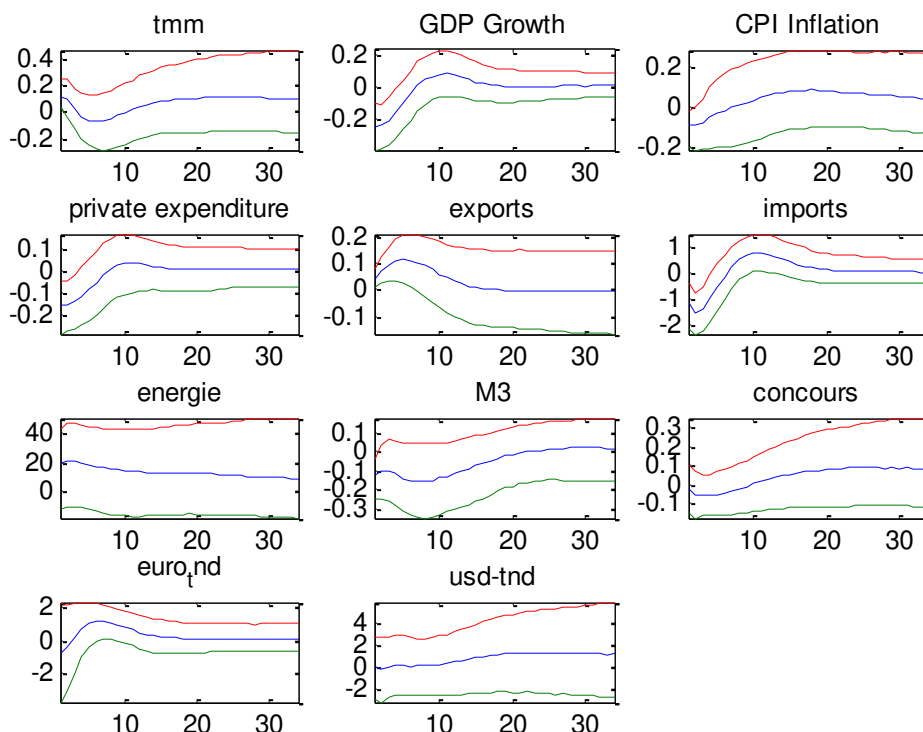 tmm
0.4
0.2
0
-0.2
10 20 30
GDP Growth
0.2
0
-0.2
10 20 30
CPI Inflation
0.2
0
-0.2
10 20 30
private expenditure
0.1
0
-0.1
-0.2
10 20 30
exports
0.2
0.1
0
-0.1
10 20 30
imports
1
0
-1
-2
10 20 30
energie
40
20
0
10 20 30
M3
0.1
0
-0.1
-0.2
-0.3
10 20 30
concours
0.3
0.2
0.1
0
-0.1
10 20 30
euro_tnd
2
0
-2
10 20 30
usd-tnd
4
2
0
-2
10 20 30